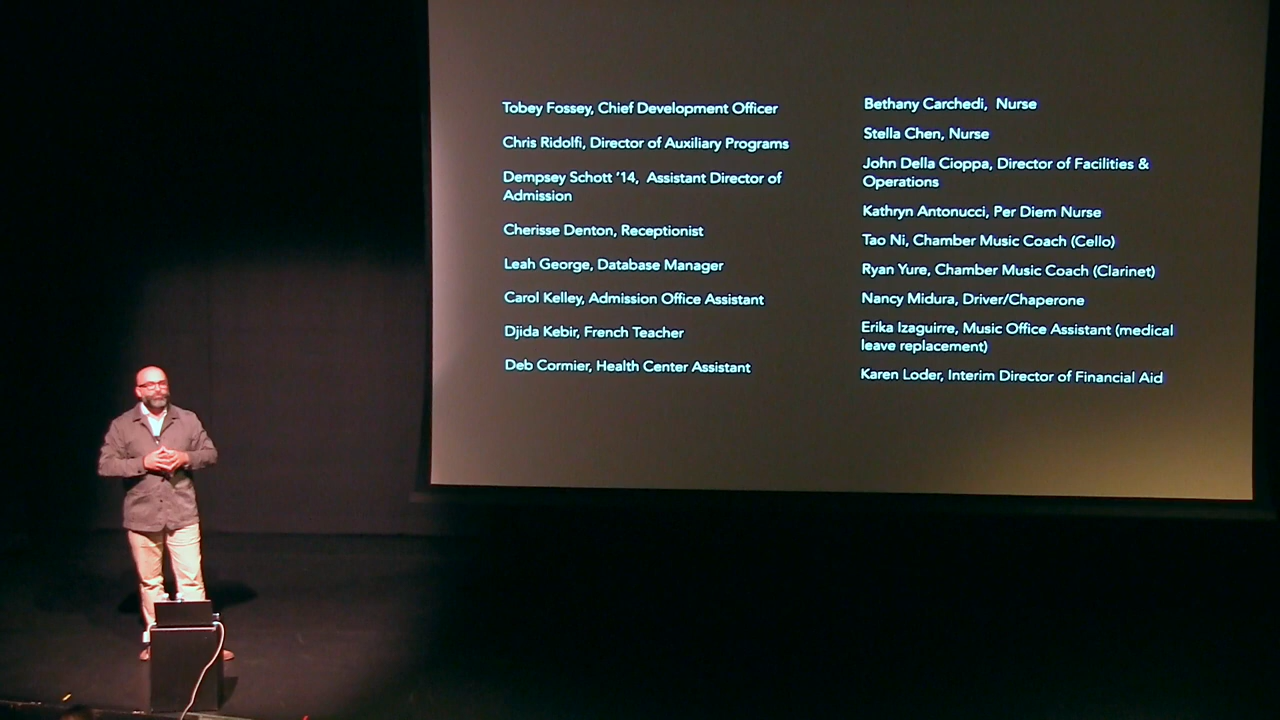 Tobey Fossey, Chief Development Officer
Chris Ridolfi, Director of Auxiliary Programs
Dempsey Schott '14,  Assistant Director of
Admission
Cherisse Denton, Receptionist
Leah George, Database Manager
Carol Kelley, Admission Office Assistant
Djida Kebir, French Teacher
Deb Cormier, Health Center Assistant
Bethany Carchedi,  Nurse
Stella Chen, Nurse
John Della Cioppa, Director of Facilities &
Operations
Kathryn Antonucci, Per Diem Nurse
Tao Ni, Chamber Music Coach (Cello)
Ryan Yure, Chamber Music Coach (Clarinet)
Nancy Midura, Driver/Chaperone
Erika Izaguirre, Music Office Assistant (medical
leave replacement)
Karen Loder, Interim Director of Financial Aid